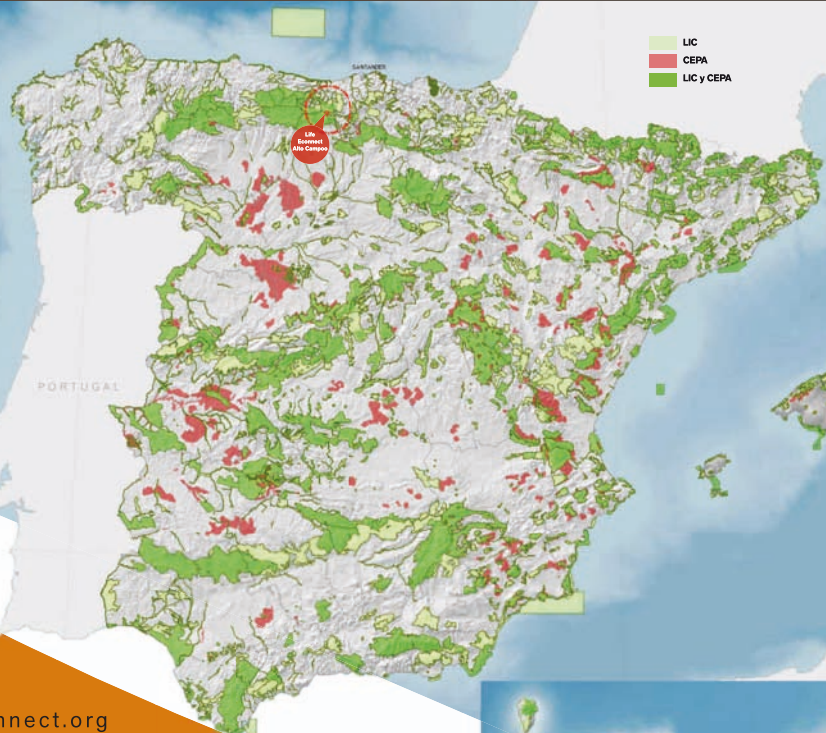 SANTANDER
LIC
CEPA
LIC y CEPA
Life
Econnect
Alto Campoo
PORTUGAL
nnect.org